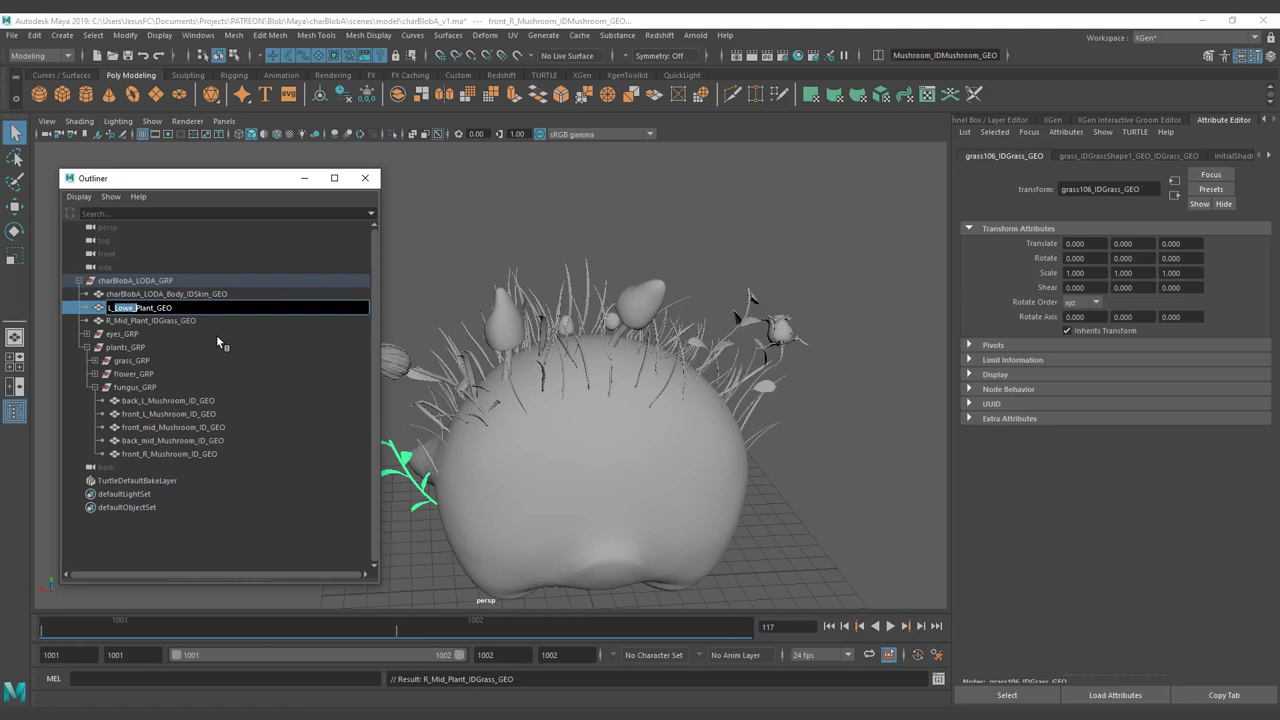 Autodesk Maya 2019: C:\Users\JesusFC\Documents\Projects\PATREON\Blob\Maya\charBlobA\scenes\model\charBlobA_v1.ma* --- front_R_Mushroom_IDMushroom_GEO...
File Edit Create Select Modify Display Windows Mesh Edit Mesh Mesh Tools Mesh Display Curves Surfaces Deform UV Generate Cache Substance Redshift Arnold Help
Workspace : XGen*
Modeling No Live Surface Symmetry: Off Mushroom_IDMushroom_GEO
Curves / Surfaces Poly Modeling Sculpting Rigging Animation Rendering FX FX Caching Custom Redshift TURTLE XGen XgenToolkit QuickLight
SVG
View Shading Lighting Show Renderer Panels
0.00 1.00 sRGB gamma
nnel Box / Layer Editor XGen XGen Interactive Groom Editor Attribute Editor
List Selected Focus Attributes Show TURTLE Help
grass106_IDGrass_GEO grass_IDGrassShape1_GEO_IDGrass_GEO initialShadi
Focus
Presets
Show Hide
transform: grass106_IDGrass_GEO
Transform Attributes
Translate 0.000 0.000 0.000
Rotate 0.000 0.000 0.000
Scale 1.000 1.000 1.000
Shear 0.000 0.000 0.000
Rotate Order xyz
Rotate Axis 0.000 0.000 0.000
Inherits Transform
Pivots
Limit Information
Display
Node Behavior
UUID
Extra Attributes
Notes: grass106_IDGrass_GEO
Select Load Attributes Copy Tab
Outliner
Display Show Help
Search...
persp
top
front
side
charBlobA_LODA_GRP
charBlobA_LODA_Body_IDSkin_GEO
L_Lowe_Plant_GEO
R_Mid_Plant_IDGrass_GEO
eyes_GRP
plants_GRP
grass_GRP
flower_GRP
fungus_GRP
back_L_Mushroom_ID_GEO
front_L_Mushroom_ID_GEO
front_mid_Mushroom_ID_GEO
back_mid_Mushroom_ID_GEO
front_R_Mushroom_ID_GEO
back
TurtleDefaultBakeLayer
defaultLightSet
defaultObjectSet
persp
1001 1002 117
1001 1001 1001 1002 1002 1002 No Character Set No Anim Layer 24 fps
MEL // Result: R_Mid_Plant_IDGrass_GEO